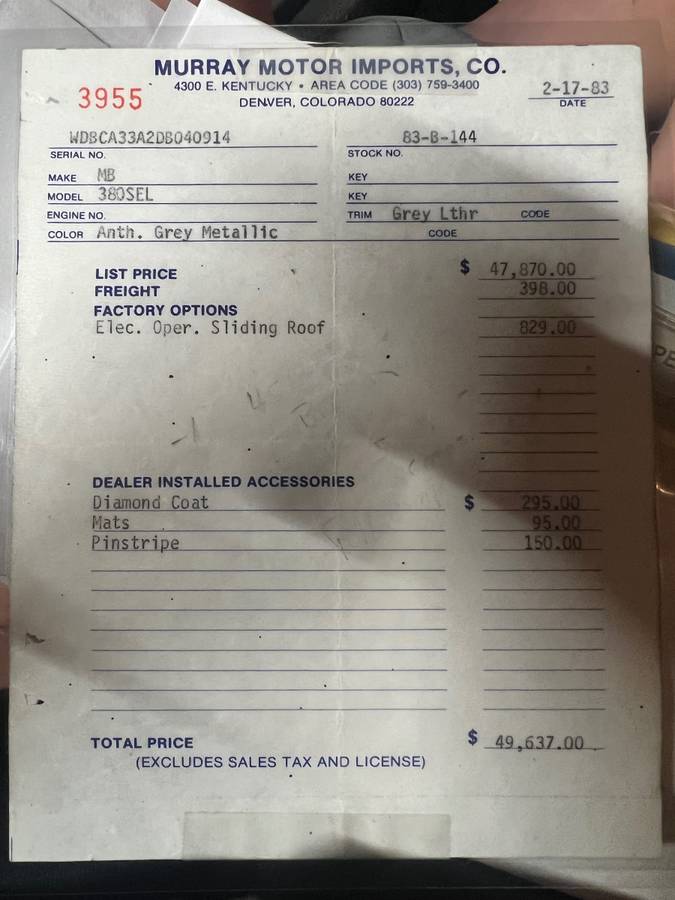 MURRAY MOTOR IMPORTS, CO.
3955
4300 E. KENTUCKY • AREA CODE (303) 759-3400
DENVER, COLORADO 80222
2-17-83
DATE
WDBCA33A2DB040914
SERIAL NO.
83-B-144
STOCK NO.
MAKE MB
KEY
MODEL 380SEL
KEY
ENGINE NO.
TRIM Grey Lthr CODE
COLOR Anth. Grey Metallic
CODE
LIST PRICE $ 47,870.00
FREIGHT 398.00
FACTORY OPTIONS
Elec. Oper. Sliding Roof 829.00
DEALER INSTALLED ACCESSORIES
Diamond Coat $ 295.00
Mats 95.00
Pinstripe 150.00
TOTAL PRICE $ 49,637.00
(EXCLUDES SALES TAX AND LICENSE)